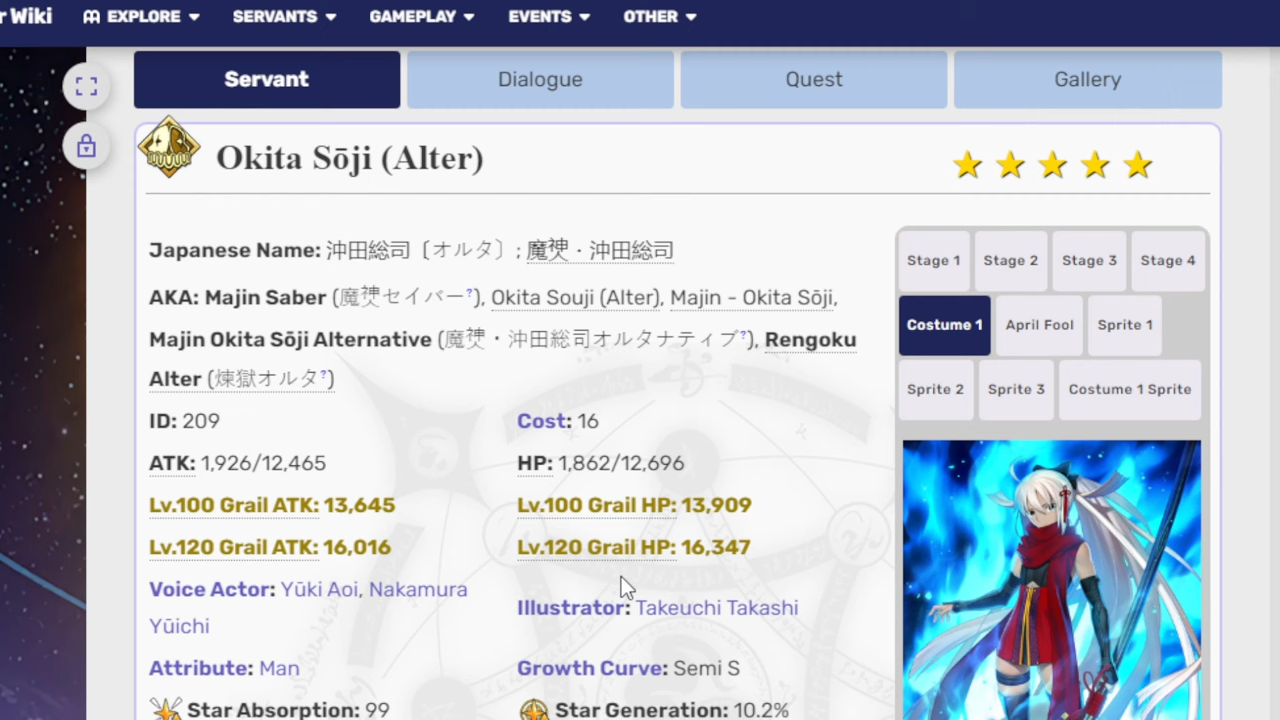 r Wiki EXPLORE SERVANTS GAMEPLAY EVENTS OTHER
Servant Dialogue Quest Gallery
Okita Sōji (Alter)
Japanese Name: 沖田総司〔オルタ〕; 魔神・沖田総司
AKA: Majin Saber (魔神セイバー?), Okita Souji (Alter), Majin - Okita Sōji,
Majin Okita Sōji Alternative (魔神・沖田総司オルタナティブ?), Rengoku
Alter (煉獄オルタ?)
ID: 209
Cost: 16
ATK: 1,926/12,465
HP: 1,862/12,696
Lv.100 Grail ATK: 13,645
Lv.100 Grail HP: 13,909
Lv.120 Grail ATK: 16,016
Lv.120 Grail HP: 16,347
Voice Actor: Yūki Aoi, Nakamura
Yūichi
Illustrator: Takeuchi Takashi
Attribute: Man
Growth Curve: Semi S
Star Absorption: 99
Star Generation: 10.2%
Stage 1 Stage 2 Stage 3 Stage 4
Costume 1 April Fool Sprite 1
Sprite 2 Sprite 3 Costume 1 Sprite